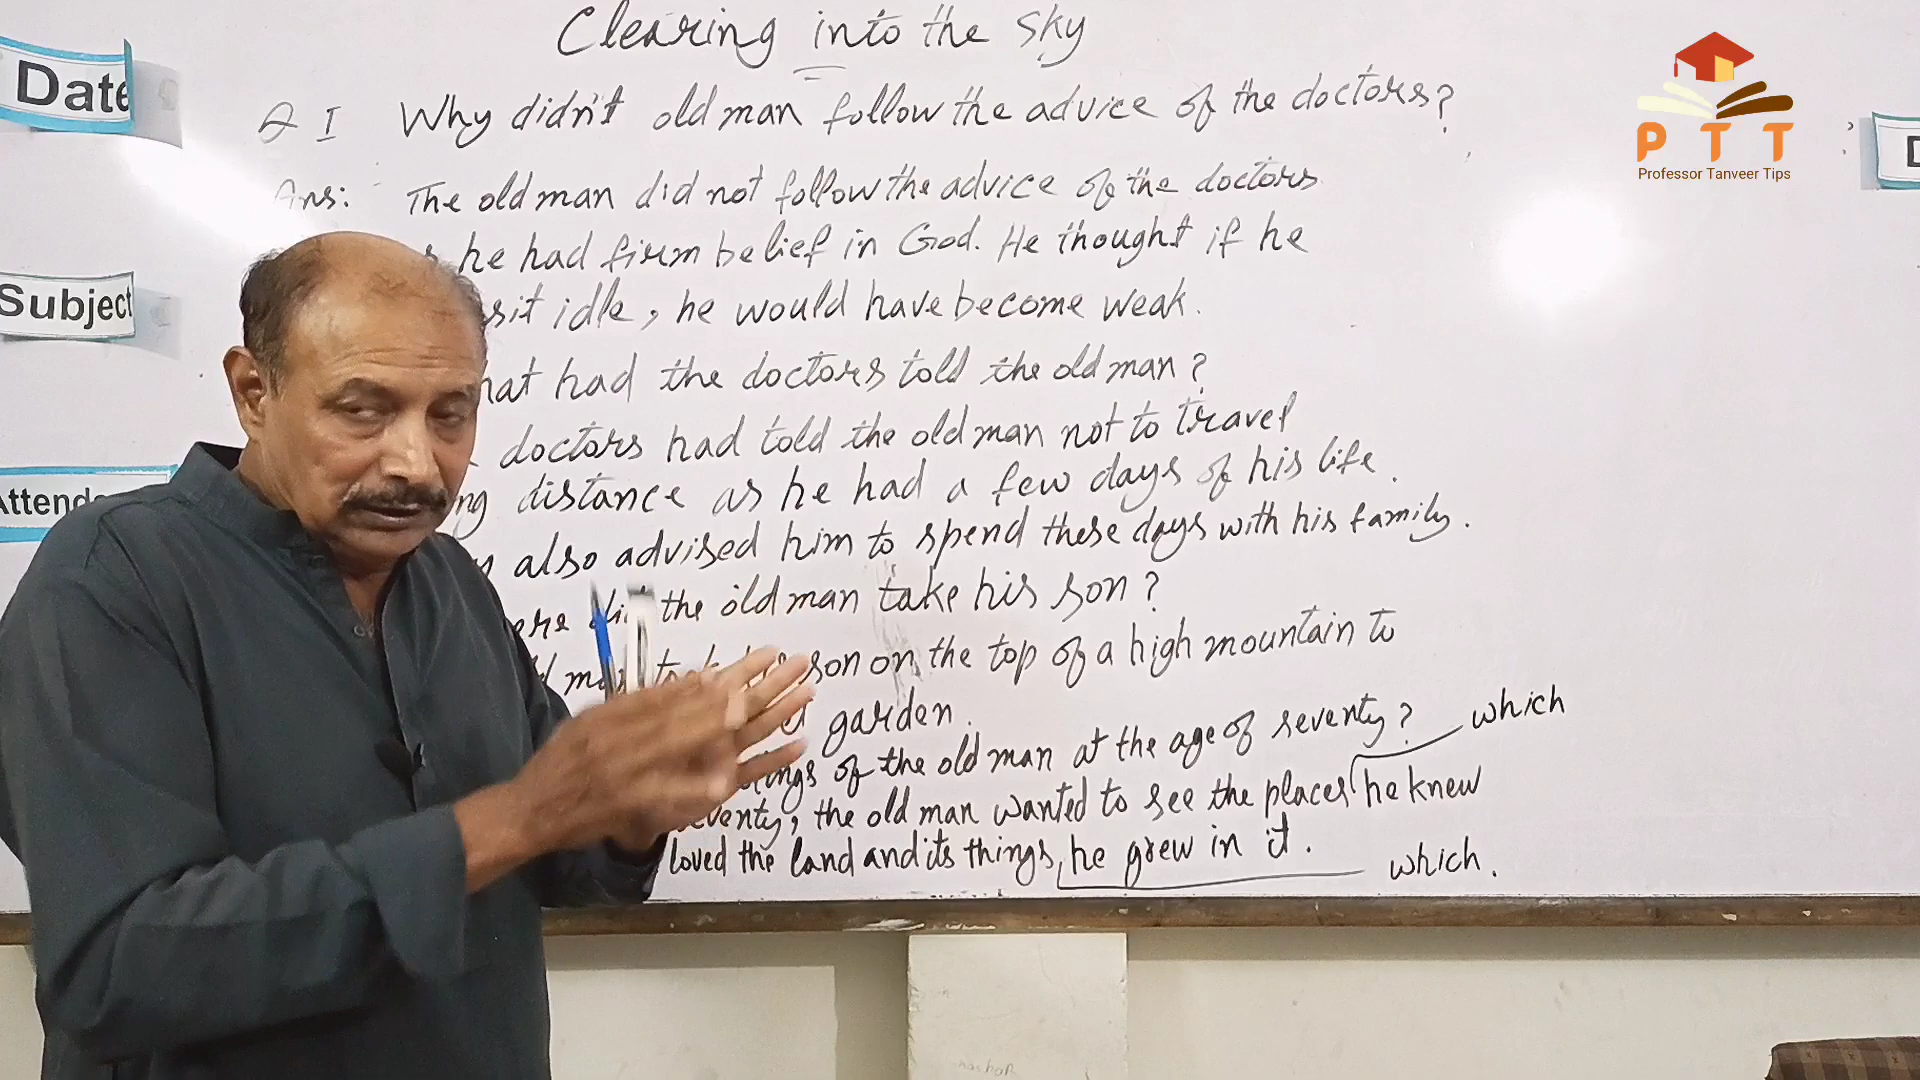 Clearing into the Sky
Date
Q I Why didn't old man follow the advice of the doctors?
P T T
Professor Tanveer Tips
Ans: The old man did not follow the advice of the doctors
he had firm belief in God. He thought if he
Subject
sit idle, he would have become weak.
had the doctors told the old man?
doctors had told the old man not to travel
distance as he had a few days of his life.
also advised him to spend these days with his family.
the old man take his son?
son on the top of a high mountain to
garden.
of the old man at the age of seventy? which
the old man wanted to see the places he knew
loved the land and its things, he grew in it. which.